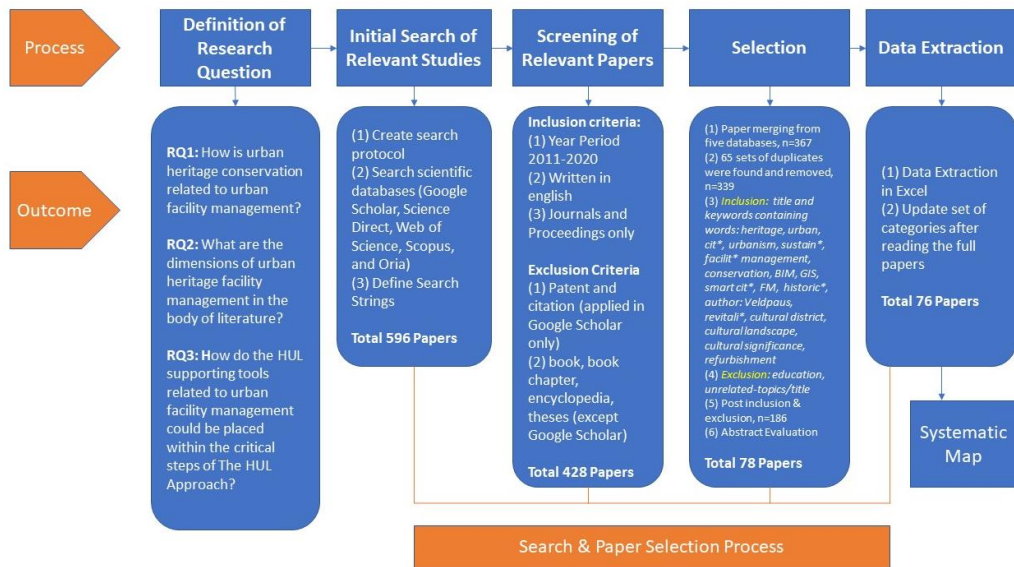 Process
Definition of
Research
Question
Initial Search of
Relevant Studies
Screening of
Relevant Papers
Selection
Data Extraction
Outcome
RQ1: How is urban
heritage conservation
related to urban
facility management?
RQ2: What are the
dimensions of urban
heritage facility
management in the
body of literature?
RQ3: How do the HUL
supporting tools
related to urban
facility management
could be placed
within the critical
steps of The HUL
Approach?
(1) Create search
protocol
(2) Search scientific
databases (Google
Scholar, Science
Direct, Web of
Science, Scopus,
and Oria)
(3) Define Search
Strings
Total 596 Papers
Inclusion criteria:
(1) Year Period
2011-2020
(2) Written in
english
(3) Journals and
Proceedings only
Exclusion Criteria
(1) Patent and
citation (applied in
Google Scholar
only)
(2) book, book
chapter,
encyclopedia,
theses (except
Google Scholar)
Total 428 Papers
(1) Paper merging from
five databases, n=367
(2) 65 sets of duplicates
were found and removed,
n=339
(3) Inclusion: title and
keywords containing
words: heritage, urban,
cit*, urbanism, sustain*,
facilit* management,
conservation, BIM, GIS,
smart cit*, FM, historic*,
author: Veldpaus,
revitali*, cultural district,
cultural landscape,
cultural significance,
refurbishment
(4) Exclusion: education,
unrelated-topics/title
(5) Post inclusion &
exclusion, n=186
(6) Abstract Evaluation
Total 78 Papers
(1) Data Extraction
in Excel
(2) Update set of
categories after
reading the full
papers
Total 76 Papers
Systematic
Map
Search & Paper Selection Process